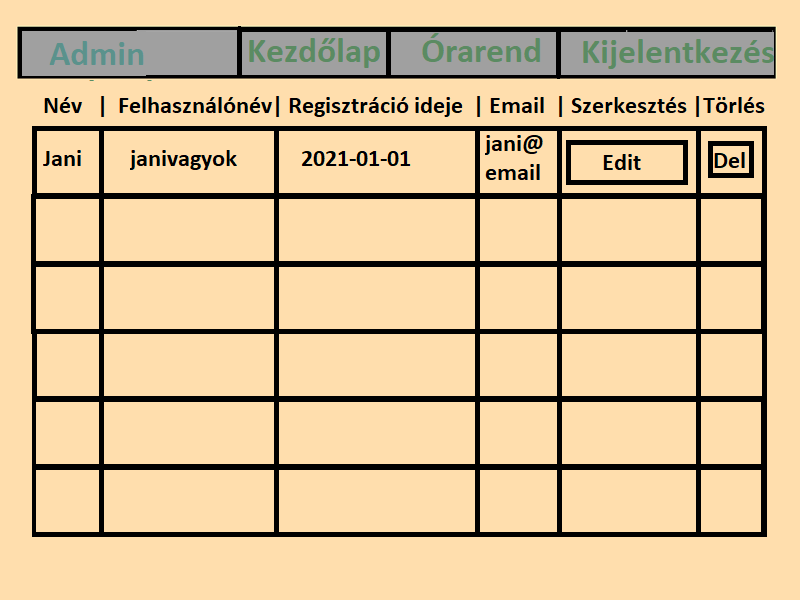 Admin Kezdőlap Órarend Kijelentkezés
Név | Felhasználónév | Regisztráció ideje | Email | Szerkesztés | Törlés
Jani janivagyok 2021-01-01 jani@
email Edit Del